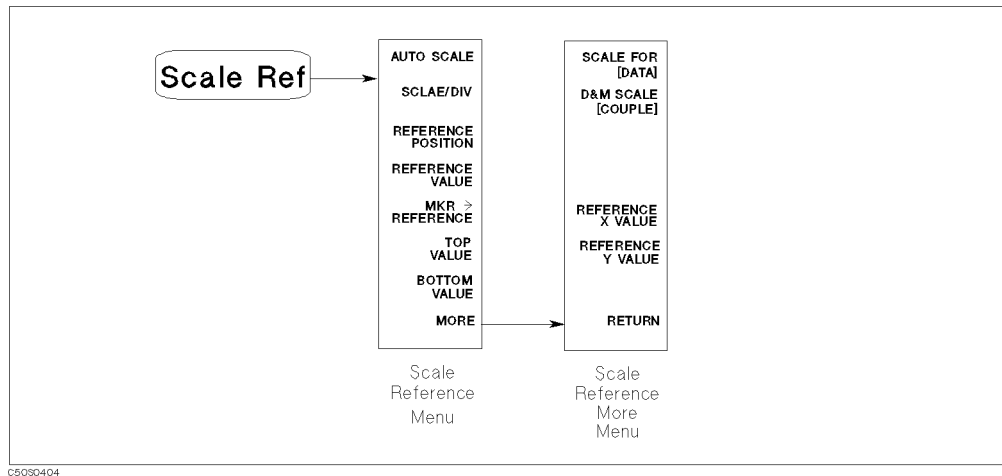 Scale Ref
AUTO SCALE
SCLAE/DIV
REFERENCE
POSITION
REFERENCE
VALUE
MKR →
REFERENCE
TOP
VALUE
BOTTOM
VALUE
MORE
Scale
Reference
Menu
SCALE FOR
[DATA]
D&M SCALE
[COUPLE]
REFERENCE
X VALUE
REFERENCE
Y VALUE
RETURN
Scale
Reference
More
Menu
C50S0404